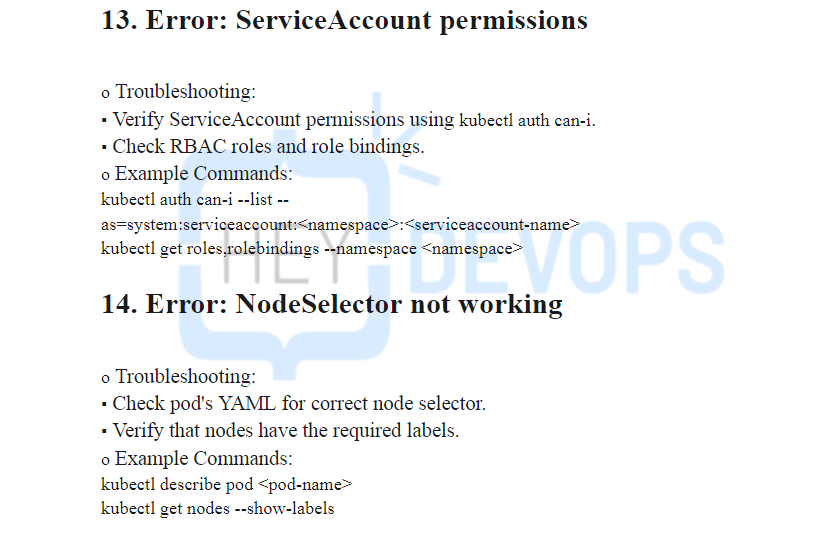 13. Error: ServiceAccount permissions
o Troubleshooting:
▪ Verify ServiceAccount permissions using kubectl auth can-i.
▪ Check RBAC roles and role bindings.
o Example Commands:
kubectl auth can-i --list --
as=system:serviceaccount:<namespace>:<serviceaccount-name>
kubectl get roles,rolebindings --namespace <namespace>
HEY DEVOPS
14. Error: NodeSelector not working
o Troubleshooting:
▪ Check pod's YAML for correct node selector.
▪ Verify that nodes have the required labels.
o Example Commands:
kubectl describe pod <pod-name>
kubectl get nodes --show-labels